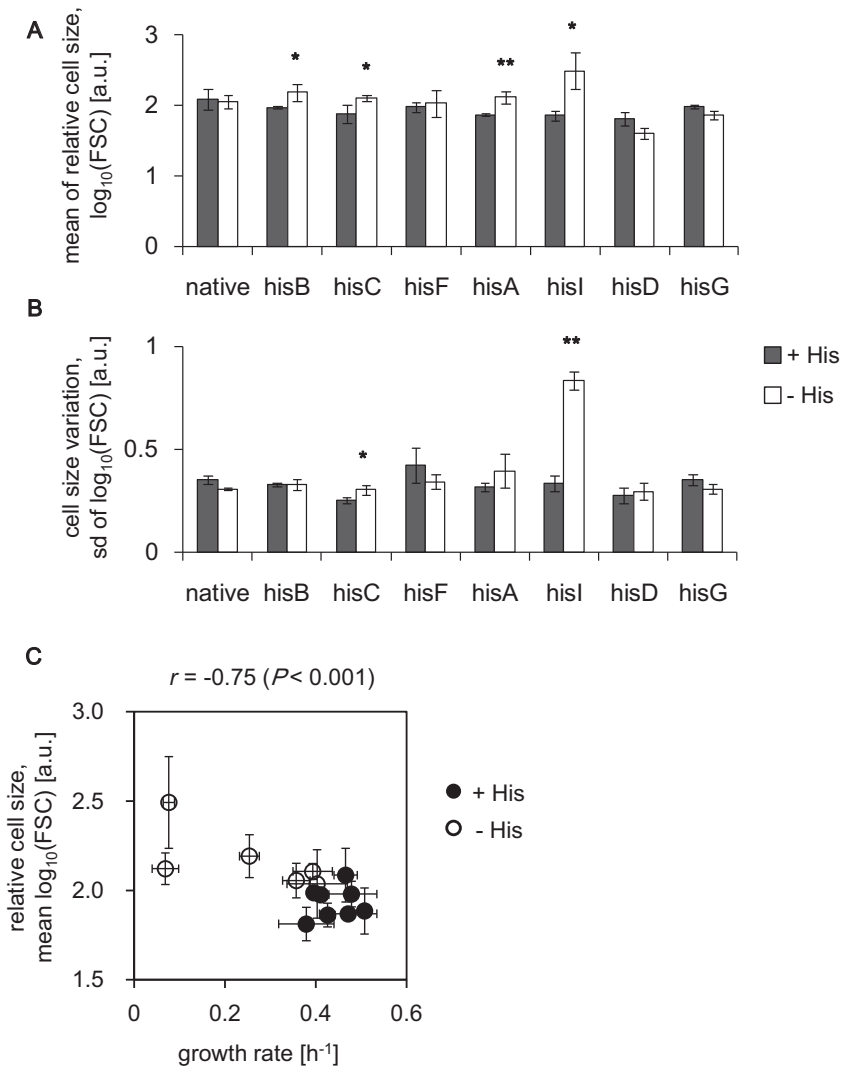 A
mean of relative cell size,
log10(FSC) [a.u.]
3
2
1
0
* * ** *
native hisB hisC hisF hisA hisI hisD hisG
B
cell size variation,
sd of log10(FSC) [a.u.]
1
0.5
0
* **
native hisB hisC hisF hisA hisI hisD hisG
+ His
- His
C
r = -0.75 (P < 0.001)
relative cell size,
mean log10(FSC) [a.u.]
3.0
2.5
2.0
1.5
0 0.2 0.4 0.6
growth rate [h-1]
+ His
- His